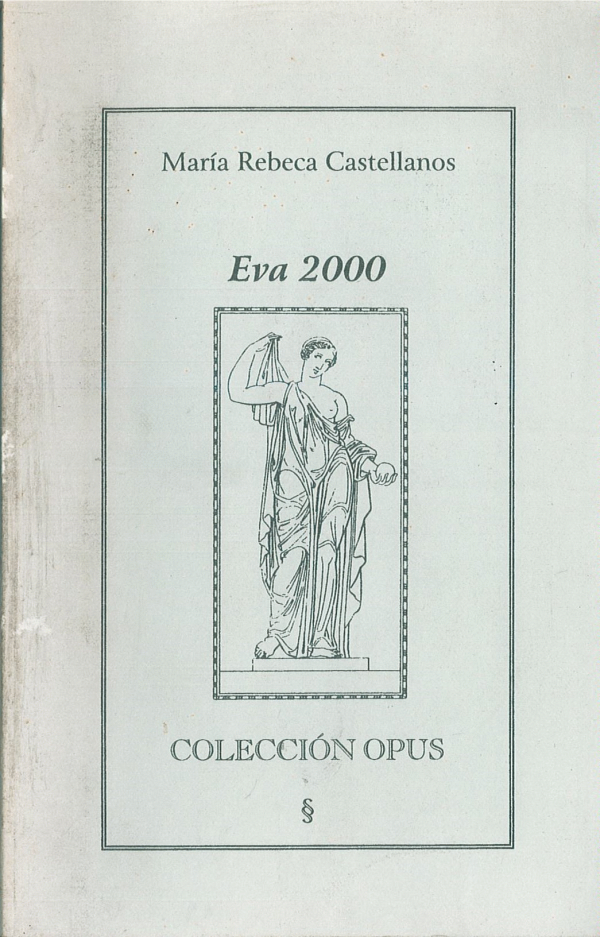 María Rebeca Castellanos
Eva 2000
COLECCIÓN OPUS
§